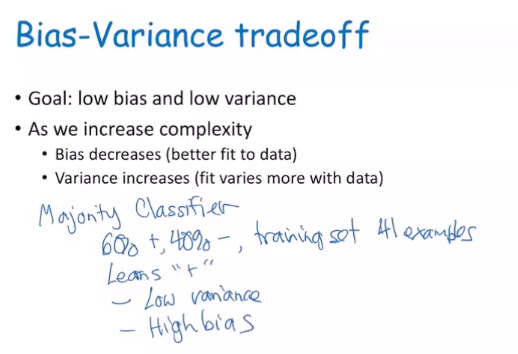 Bias-Variance tradeoff
• Goal: low bias and low variance
• As we increase complexity
• Bias decreases (better fit to data)
• Variance increases (fit varies more with data)
Majority Classifier
60% +, 40% -, training set 41 examples
Learns "+"
- Low variance
- High bias